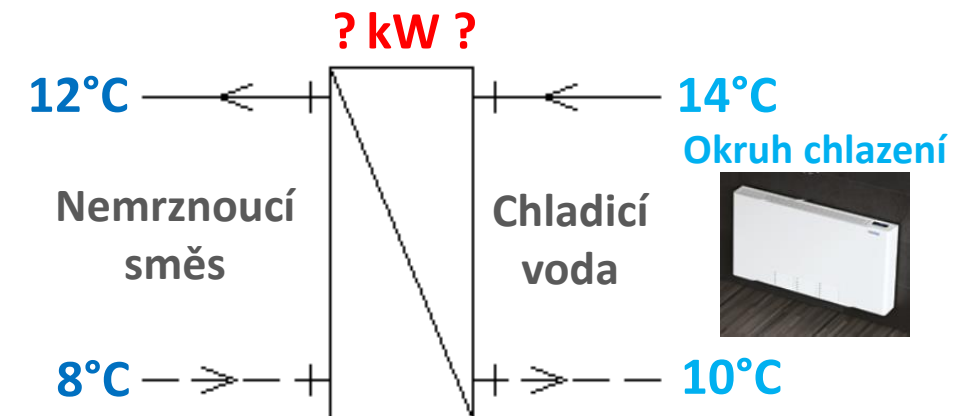 ? kW ?
12°C
14°C
Okruh chlazení
Nemrznoucí
směs
Chladicí
voda
8°C
10°C